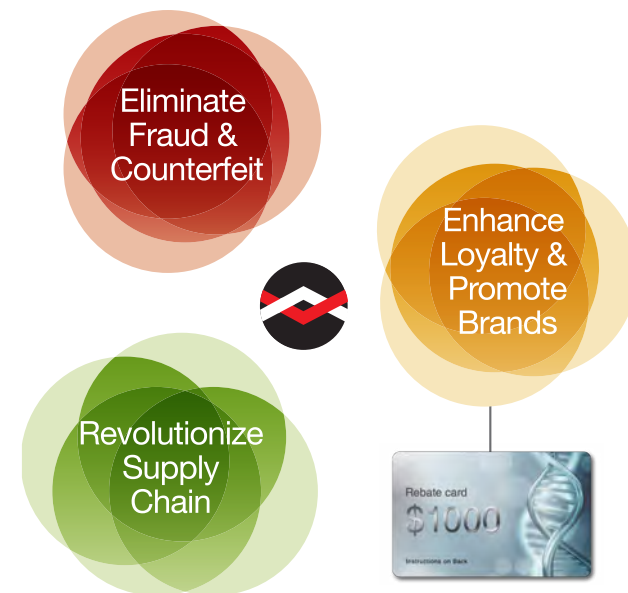 Eliminate
Fraud &
Counterfeit
Enhance
Loyalty &
Promote
Brands
Revolutionize
Supply
Chain
Rebate card
$1000
Instructions on Back